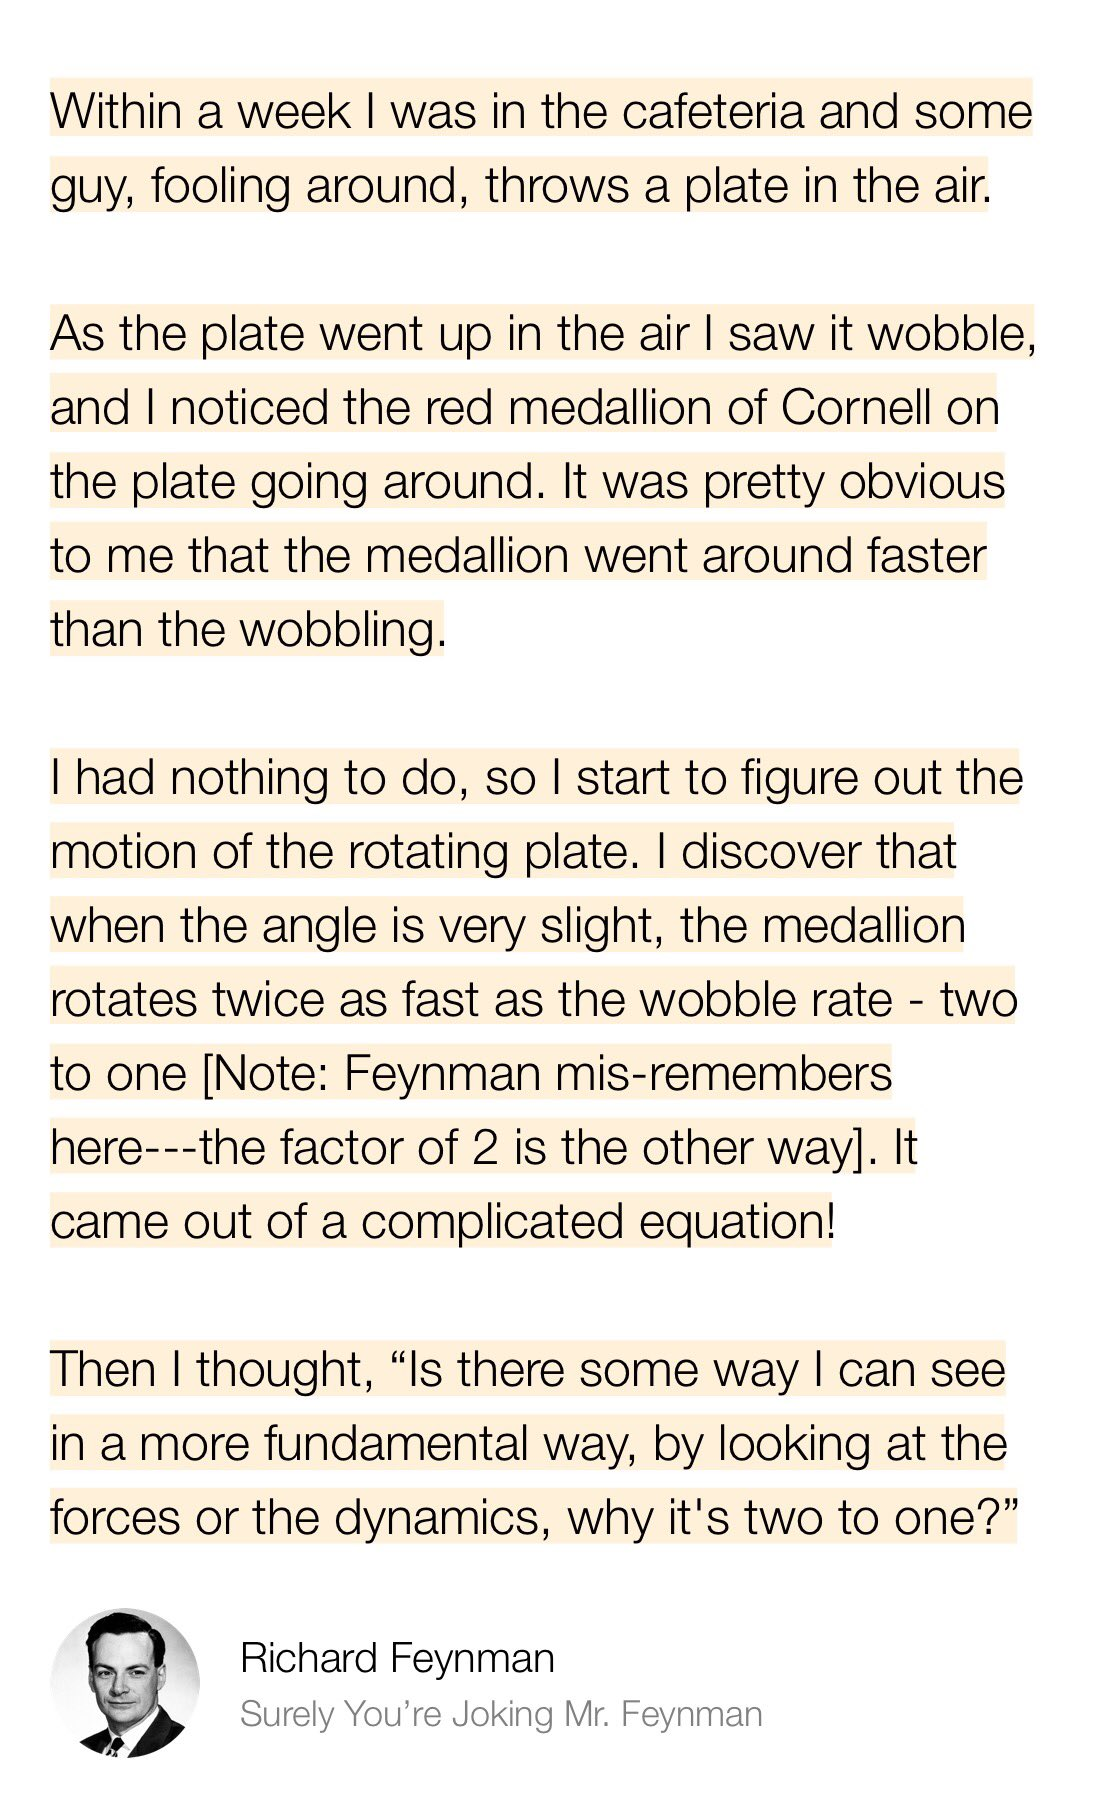 Within a week I was in the cafeteria and some
guy, fooling around, throws a plate in the air.
As the plate went up in the air I saw it wobble,
and I noticed the red medallion of Cornell on
the plate going around. It was pretty obvious
to me that the medallion went around faster
than the wobbling.
I had nothing to do, so I start to figure out the
motion of the rotating plate. I discover that
when the angle is very slight, the medallion
rotates twice as fast as the wobble rate - two
to one [Note: Feynman mis-remembers
here---the factor of 2 is the other way]. It
came out of a complicated equation!
Then I thought, “Is there some way I can see
in a more fundamental way, by looking at the
forces or the dynamics, why it's two to one?”
Richard Feynman
Surely You’re Joking Mr. Feynman